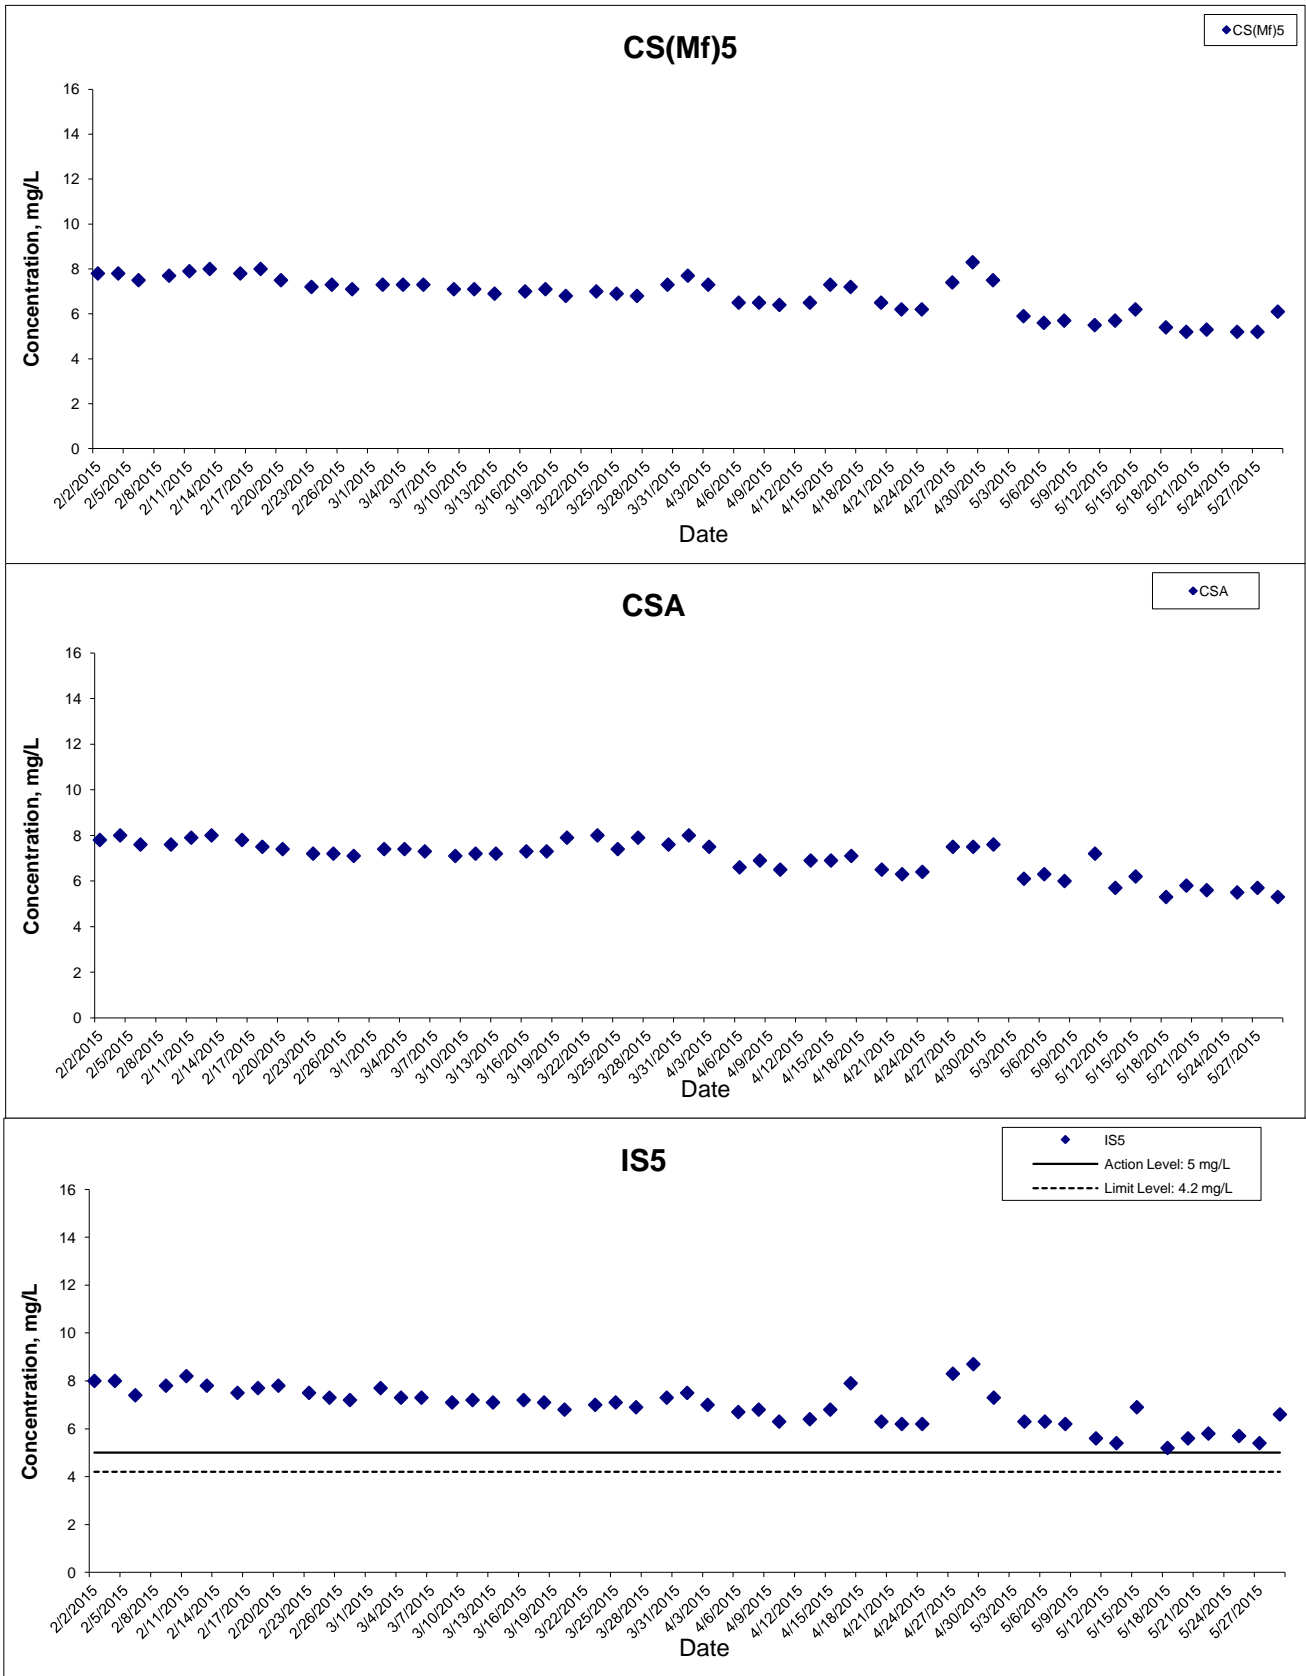 CS(Mf)5
CS(Mf)5
Concentration, mg/L
16
14
12
10
8
6
4
2
0
2/2/2015 2/5/2015 2/8/2015 2/11/2015 2/14/2015 2/17/2015 2/20/2015 2/23/2015 2/26/2015 3/1/2015 3/4/2015 3/7/2015 3/10/2015 3/13/2015 3/16/2015 3/19/2015 3/22/2015 3/25/2015 3/28/2015 3/31/2015 4/3/2015 4/6/2015 4/9/2015 4/12/2015 4/15/2015 4/18/2015 4/21/2015 4/24/2015 4/27/2015 4/30/2015 5/3/2015 5/6/2015 5/9/2015 5/12/2015 5/15/2015 5/18/2015 5/21/2015 5/24/2015 5/27/2015
Date
CSA
CSA
Concentration, mg/L
16
14
12
10
8
6
4
2
0
2/2/2015 2/5/2015 2/8/2015 2/11/2015 2/14/2015 2/17/2015 2/20/2015 2/23/2015 2/26/2015 3/1/2015 3/4/2015 3/7/2015 3/10/2015 3/13/2015 3/16/2015 3/19/2015 3/22/2015 3/25/2015 3/28/2015 3/31/2015 4/3/2015 4/6/2015 4/9/2015 4/12/2015 4/15/2015 4/18/2015 4/21/2015 4/24/2015 4/27/2015 4/30/2015 5/3/2015 5/6/2015 5/9/2015 5/12/2015 5/15/2015 5/18/2015 5/21/2015 5/24/2015 5/27/2015
Date
IS5
IS5
Action Level: 5 mg/L
Limit Level: 4.2 mg/L
Concentration, mg/L
16
14
12
10
8
6
4
2
0
2/2/2015 2/5/2015 2/8/2015 2/11/2015 2/14/2015 2/17/2015 2/20/2015 2/23/2015 2/26/2015 3/1/2015 3/4/2015 3/7/2015 3/10/2015 3/13/2015 3/16/2015 3/19/2015 3/22/2015 3/25/2015 3/28/2015 3/31/2015 4/3/2015 4/6/2015 4/9/2015 4/12/2015 4/15/2015 4/18/2015 4/21/2015 4/24/2015 4/27/2015 4/30/2015 5/3/2015 5/6/2015 5/9/2015 5/12/2015 5/15/2015 5/18/2015 5/21/2015 5/24/2015 5/27/2015
Date